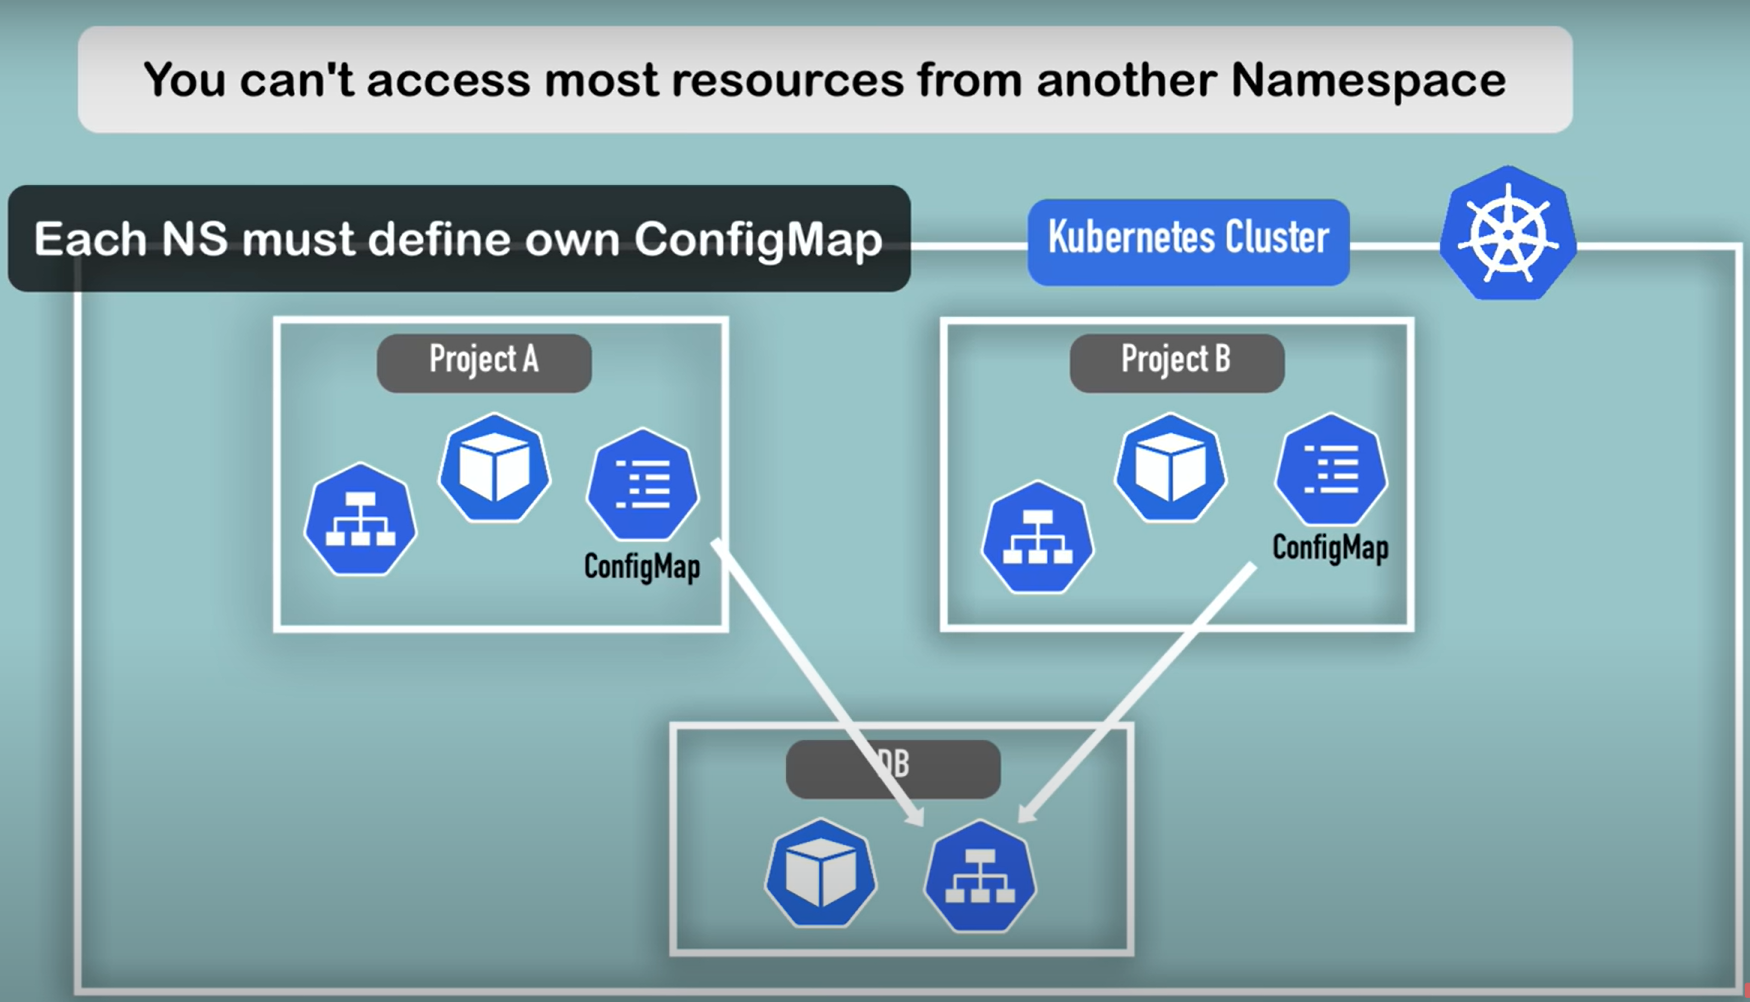 You can't access most resources from another Namespace
Each NS must define own ConfigMap
Kubernetes Cluster
Project A
Project B
ConfigMap
ConfigMap
DB